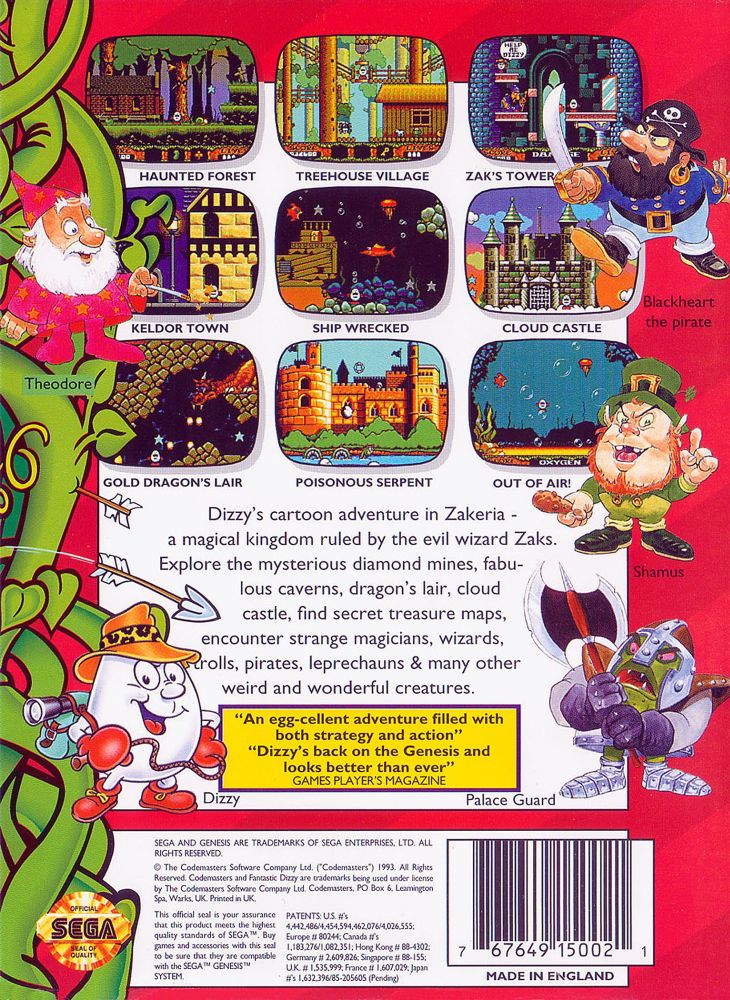 HELP
ME
DIZZY
HAUNTED FOREST
TREEHOUSE VILLAGE
ZAK'S TOWER
KELDOR TOWN
SHIP WRECKED
CLOUD CASTLE
Blackheart
the pirate
Theodore
GOLD DRAGON'S LAIR
POISONOUS SERPENT
OXYGEN
OUT OF AIR!
Shamus
Dizzy's cartoon adventure in Zakeria -
a magical kingdom ruled by the evil wizard Zaks.
Explore the mysterious diamond mines, fabu-
lous caverns, dragon's lair, cloud
castle, find secret treasure maps,
encounter strange magicians, wizards,
trolls, pirates, leprechauns & many other
weird and wonderful creatures.
"An egg-cellent adventure filled with
both strategy and action"
"Dizzy's back on the Genesis and
looks better than ever"
GAMES PLAYER'S MAGAZINE
Dizzy
Palace Guard
SEGA AND GENESIS ARE TRADEMARKS OF SEGA ENTERPRISES, LTD. ALL
RIGHTS RESERVED.
© The Codemasters Software Company Ltd. ("Codemasters") 1993. All Rights
Reserved. Codemasters and Fantastic Dizzy are trademarks being used under license
by The Codemasters Software Company Ltd. Codemasters, PO Box 6, Leamington
Spa, Warks, UK. Printed in UK.
This official seal is your assurance
that this product meets the highest
quality standards of SEGA™. Buy
games and accessories with this seal
to be sure that they are compatible
with the SEGA™ GENESIS™
SYSTEM.
PATENTS: U.S. #'s
4,442,486/4,454,594,462,076/4,026,555;
Europe # 80244; Canada #'s
1,183,276/1,082,351; Hong Kong # 88-4302;
Germany # 2,609,826; Singapore # 88-155;
U.K. # 1,535,999; France # 1,607,029; Japan
#'s 1,632,396/85-205605 (Pending)
OFFICIAL
SEGA
SEAL OF
QUALITY
7 67649 15002 1
MADE IN ENGLAND